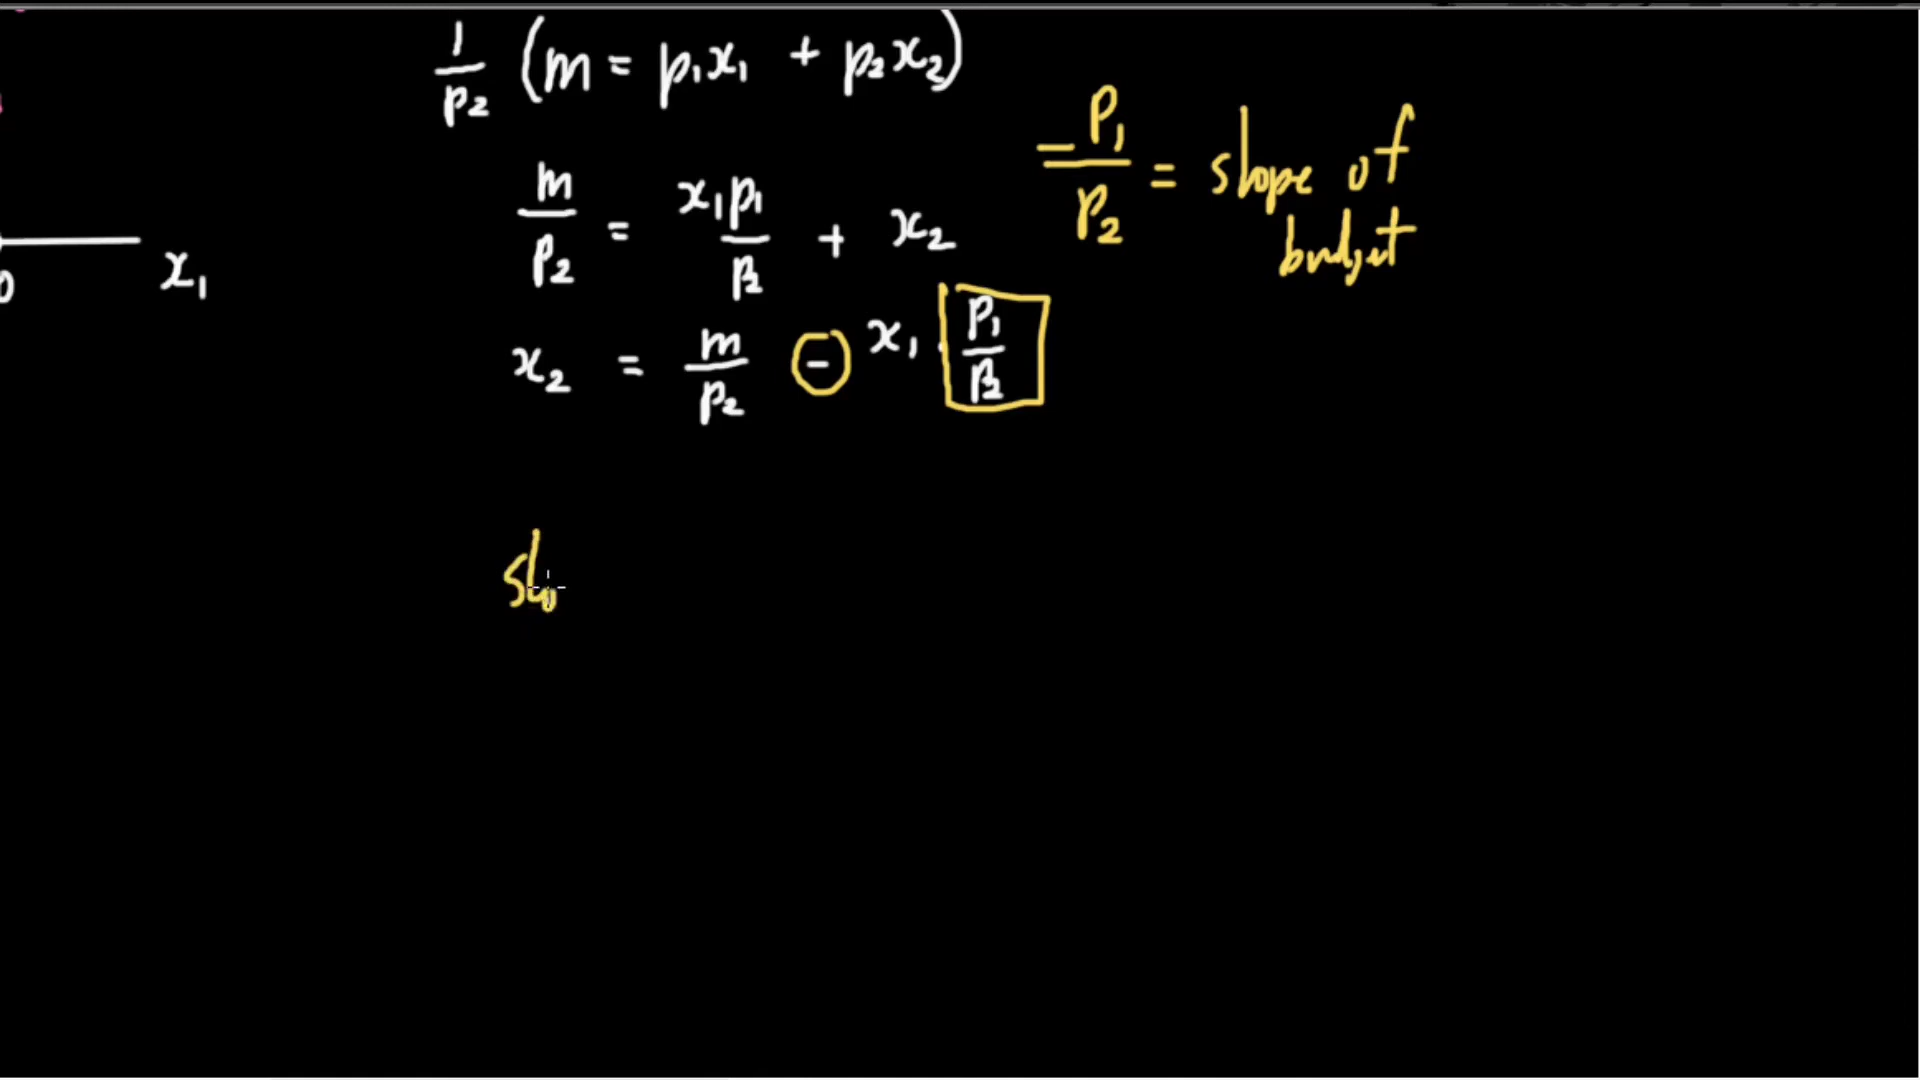 1/p2 (m = p1x1 + p2x2)
-P1/P2 = slope of
budget
m/p2 = x1p1/p2 + x2
0 x1
x2 = m/p2 - x1 . p1/p2
slo